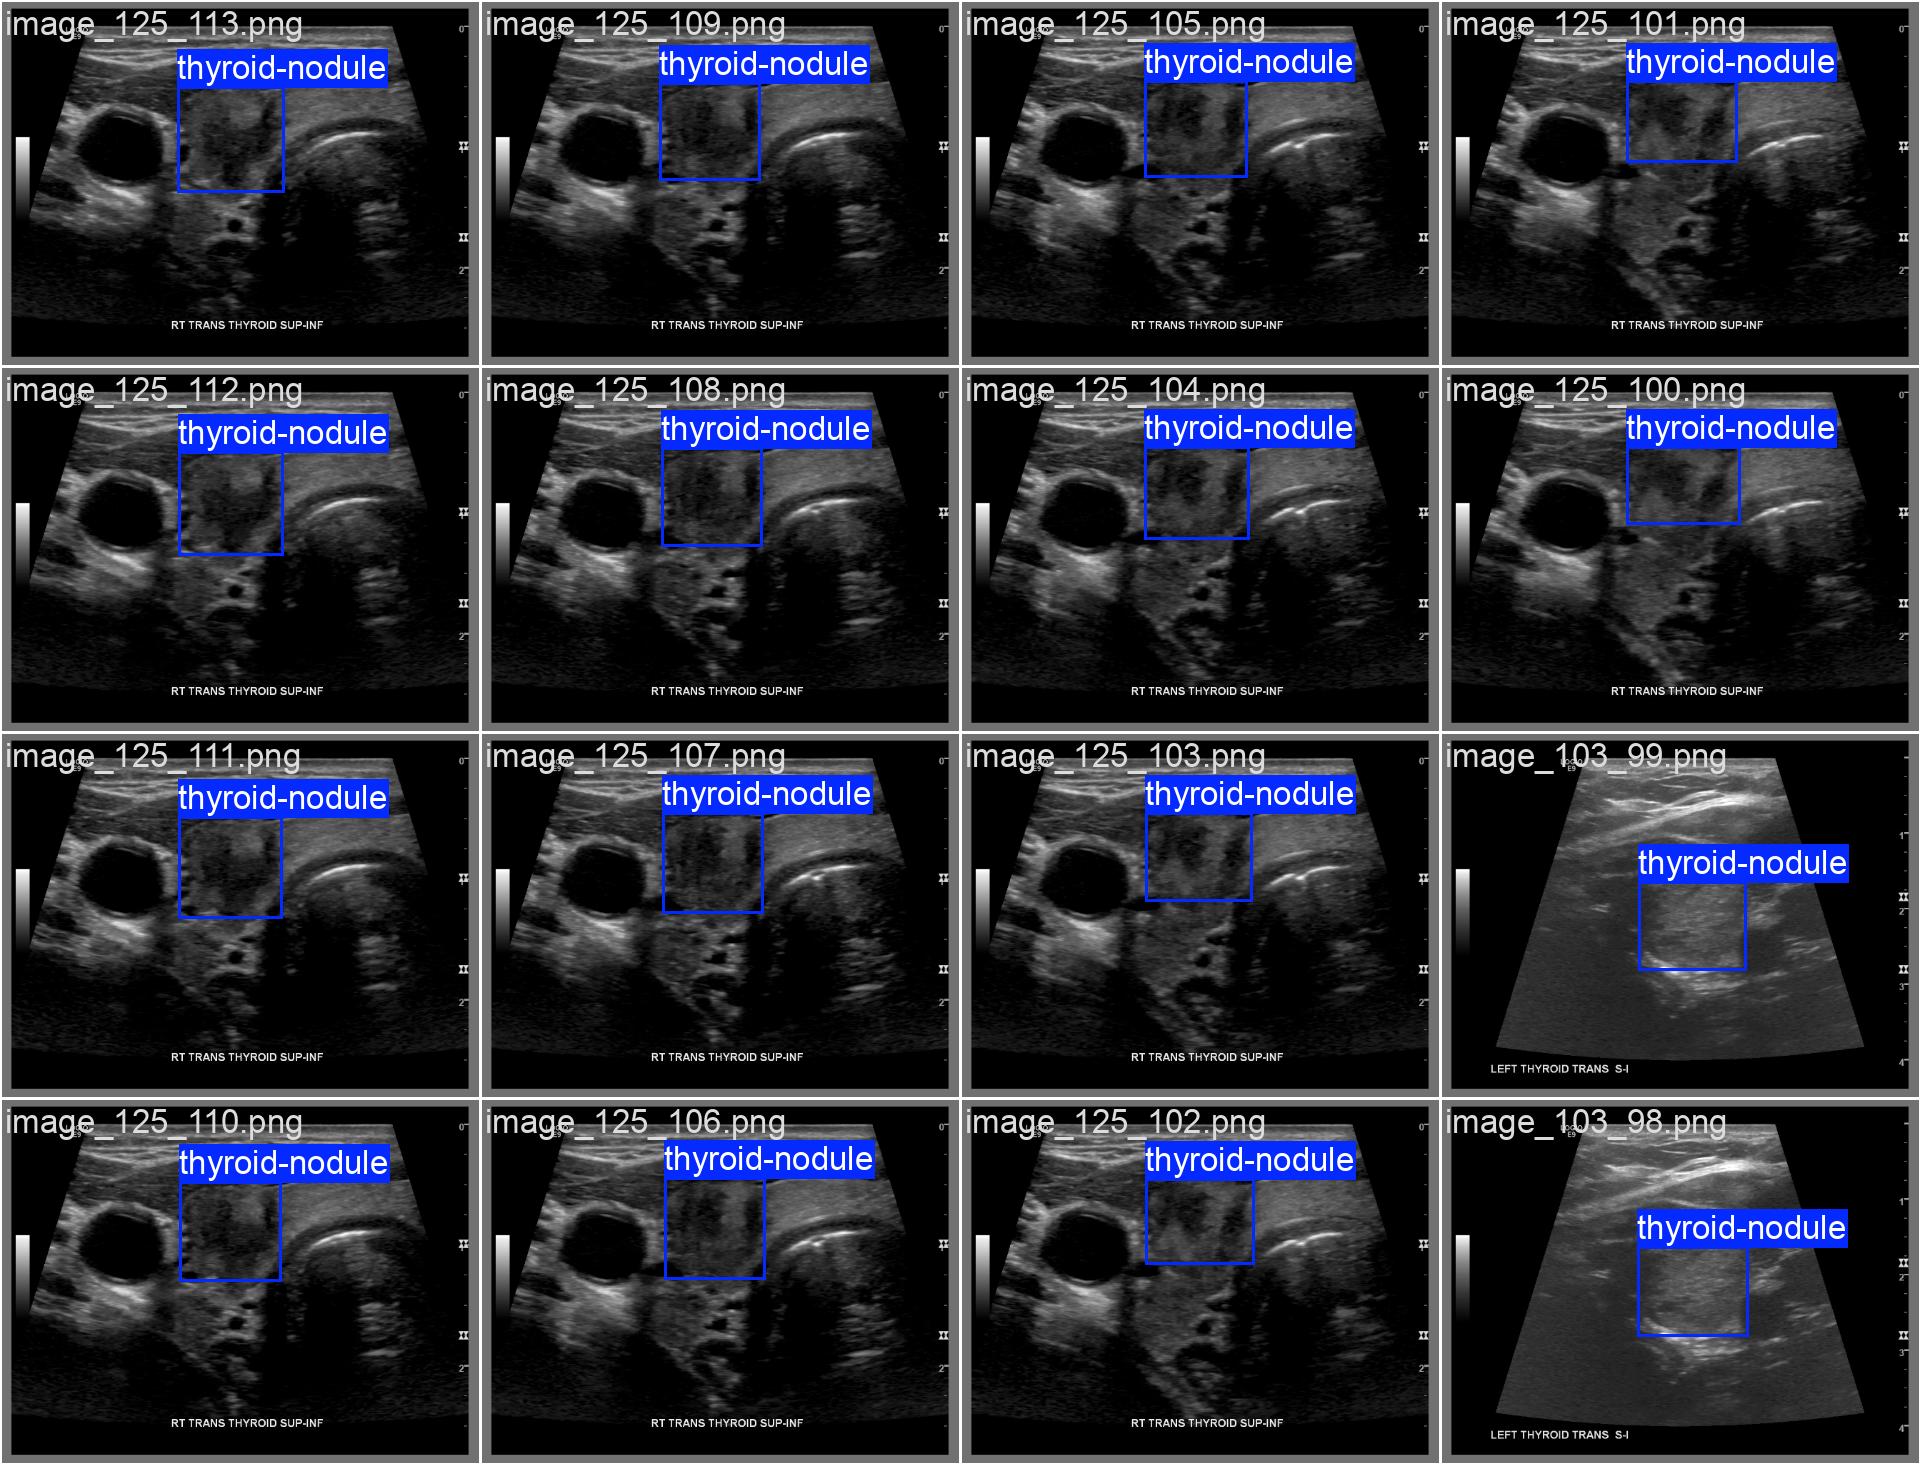 image_125_113.png
thyroid-nodule
RT TRANS THYROID SUP-INF
image_125_109.png
thyroid-nodule
RT TRANS THYROID SUP-INF
image_125_105.png
thyroid-nodule
RT TRANS THYROID SUP-INF
image_125_101.png
thyroid-nodule
RT TRANS THYROID SUP-INF
image_125_112.png
thyroid-nodule
RT TRANS THYROID SUP-INF
image_125_108.png
thyroid-nodule
RT TRANS THYROID SUP-INF
image_125_104.png
thyroid-nodule
RT TRANS THYROID SUP-INF
image_125_100.png
thyroid-nodule
RT TRANS THYROID SUP-INF
image_125_111.png
thyroid-nodule
RT TRANS THYROID SUP-INF
image_125_107.png
thyroid-nodule
RT TRANS THYROID SUP-INF
image_125_103.png
thyroid-nodule
RT TRANS THYROID SUP-INF
image_103_99.png
thyroid-nodule
LEFT THYROID TRANS S-I
image_125_110.png
thyroid-nodule
RT TRANS THYROID SUP-INF
image_125_106.png
thyroid-nodule
RT TRANS THYROID SUP-INF
image_125_102.png
thyroid-nodule
RT TRANS THYROID SUP-INF
image_103_98.png
thyroid-nodule
LEFT THYROID TRANS S-I